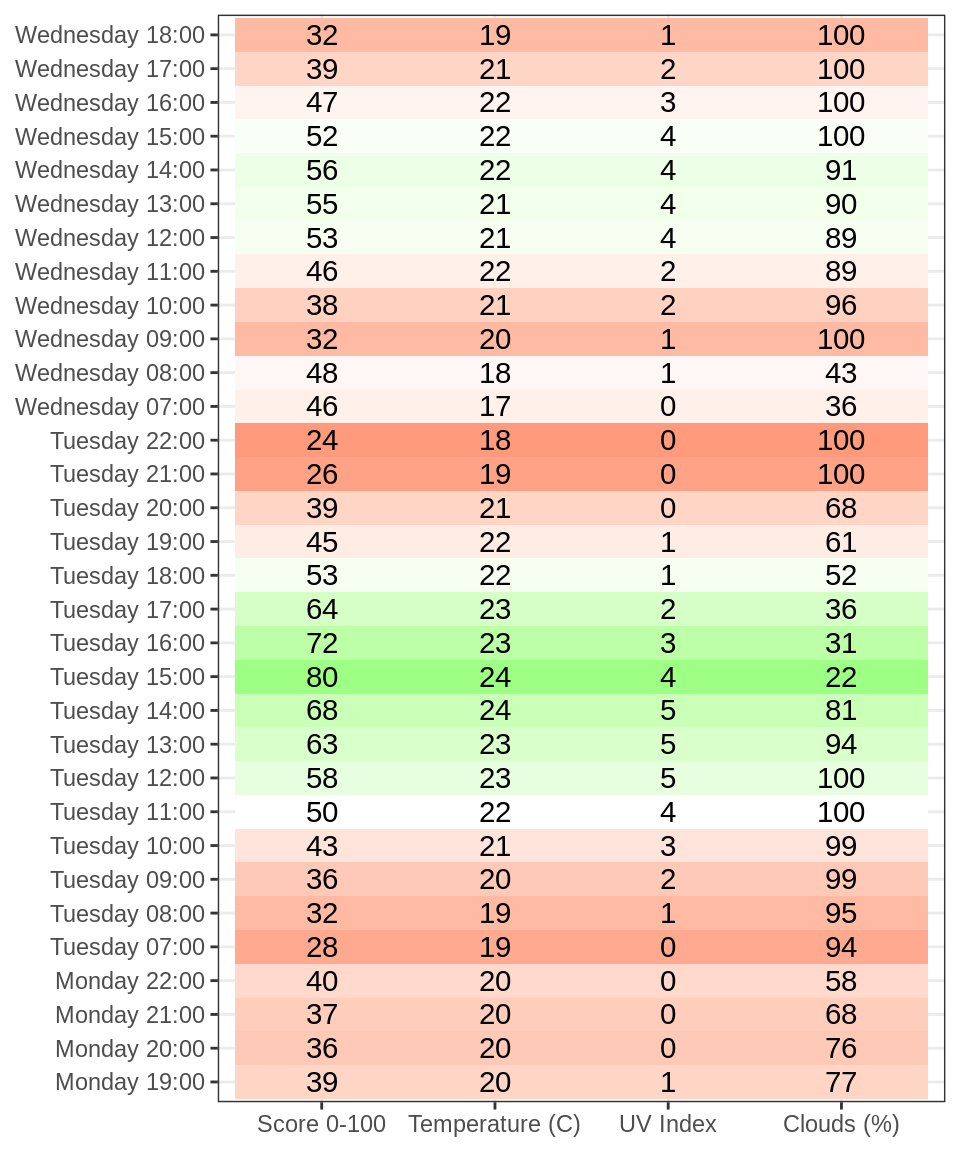 Wednesday 18:00 32 19 1 100
Wednesday 17:00 39 21 2 100
Wednesday 16:00 47 22 3 100
Wednesday 15:00 52 22 4 100
Wednesday 14:00 56 22 4 91
Wednesday 13:00 55 21 4 90
Wednesday 12:00 53 21 4 89
Wednesday 11:00 46 22 2 89
Wednesday 10:00 38 21 2 96
Wednesday 09:00 32 20 1 100
Wednesday 08:00 48 18 1 43
Wednesday 07:00 46 17 0 36
Tuesday 22:00 24 18 0 100
Tuesday 21:00 26 19 0 100
Tuesday 20:00 39 21 0 68
Tuesday 19:00 45 22 1 61
Tuesday 18:00 53 22 1 52
Tuesday 17:00 64 23 2 36
Tuesday 16:00 72 23 3 31
Tuesday 15:00 80 24 4 22
Tuesday 14:00 68 24 5 81
Tuesday 13:00 63 23 5 94
Tuesday 12:00 58 23 5 100
Tuesday 11:00 50 22 4 100
Tuesday 10:00 43 21 3 99
Tuesday 09:00 36 20 2 99
Tuesday 08:00 32 19 1 95
Tuesday 07:00 28 19 0 94
Monday 22:00 40 20 0 58
Monday 21:00 37 20 0 68
Monday 20:00 36 20 0 76
Monday 19:00 39 20 1 77
Score 0-100 Temperature (C) UV Index Clouds (%)